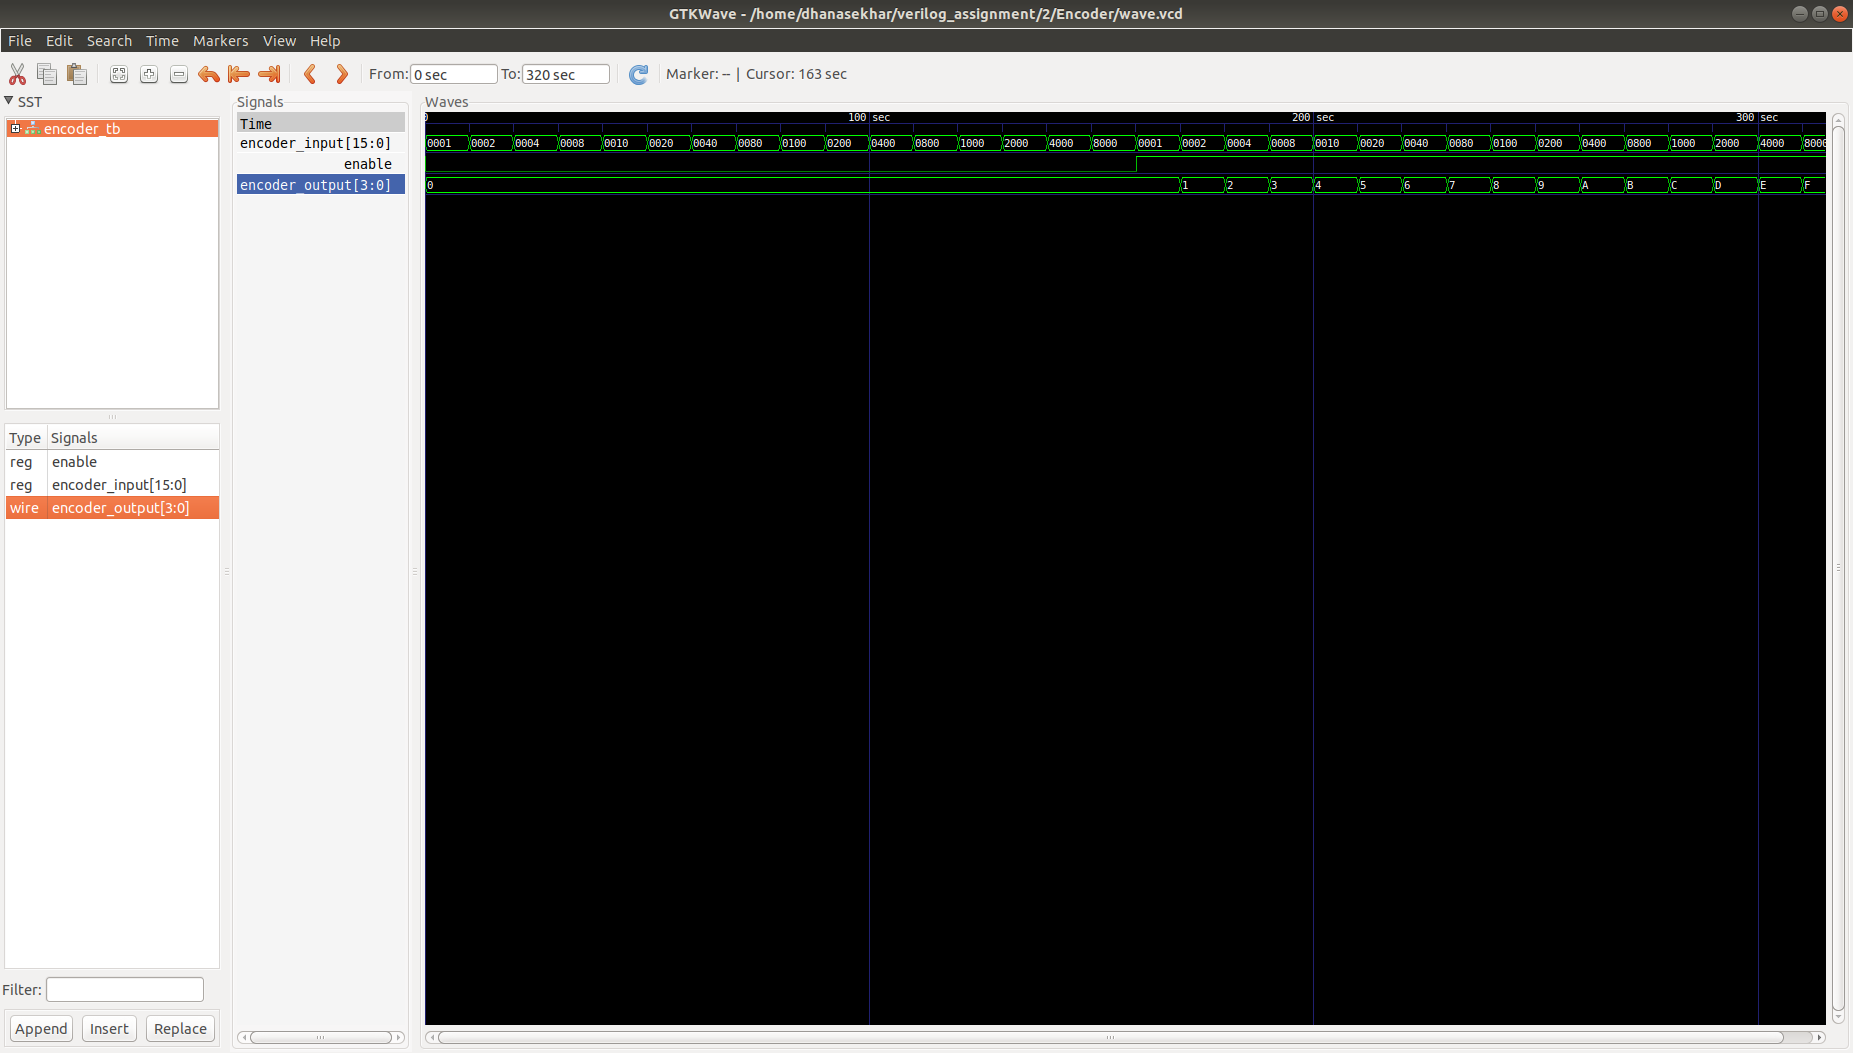 GTKWave - /home/dhanasekhar/verilog_assignment/2/Encoder/wave.vcd
File Edit Search Time Markers View Help
From: 0 sec To: 320 sec Marker: -- | Cursor: 163 sec
SST
encoder_tb
Type Signals
reg enable
reg encoder_input[15:0]
wire encoder_output[3:0]
Filter:
Append Insert Replace
Signals
Time
encoder_input[15:0]
enable
encoder_output[3:0]
Waves
0 100 sec 200 sec 300 sec
0001 0002 0004 0008 0010 0020 0040 0080 0100 0200 0400 0800 1000 2000 4000 8000 0001 0002 0004 0008 0010 0020 0040 0080 0100 0200 0400 0800 1000 2000 4000 8000
0 1 2 3 4 5 6 7 8 9 A B C D E F